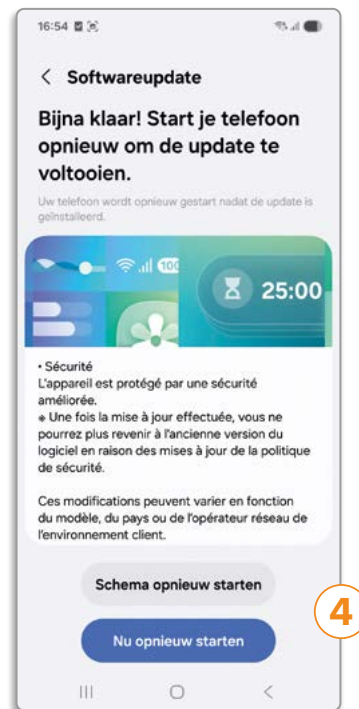 16:54
< Softwareupdate
Bijna klaar! Start je telefoon
opnieuw om de update te
voltooien.
Uw telefoon wordt opnieuw gestart nadat de update is
geïnstalleerd.
100
25:00
• Sécurité
L'appareil est protégé par une sécurité
améliorée.
※ Une fois la mise à jour effectuée, vous ne
pourrez plus revenir à l'ancienne version du
logiciel en raison des mises à jour de la politique
de sécurité.
Ces modifications peuvent varier en fonction
du modèle, du pays ou de l'opérateur réseau de
l'environnement client.
Schema opnieuw starten
4
Nu opnieuw starten